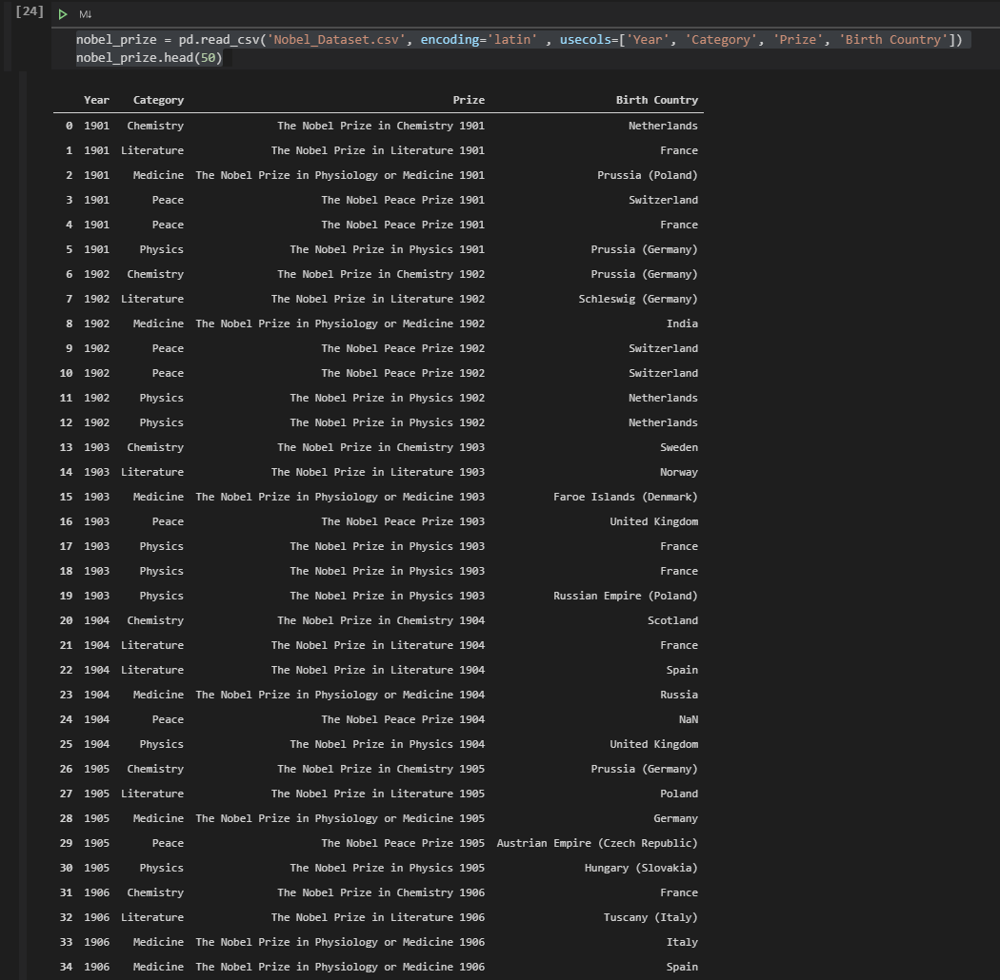 [24] M↓
nobel_prize = pd.read_csv('Nobel_Dataset.csv', encoding='latin' , usecols=['Year', 'Category', 'Prize', 'Birth Country'])
nobel_prize.head(50)
Year Category Prize Birth Country
0 1901 Chemistry The Nobel Prize in Chemistry 1901 Netherlands
1 1901 Literature The Nobel Prize in Literature 1901 France
2 1901 Medicine The Nobel Prize in Physiology or Medicine 1901 Prussia (Poland)
3 1901 Peace The Nobel Peace Prize 1901 Switzerland
4 1901 Peace The Nobel Peace Prize 1901 France
5 1901 Physics The Nobel Prize in Physics 1901 Prussia (Germany)
6 1902 Chemistry The Nobel Prize in Chemistry 1902 Prussia (Germany)
7 1902 Literature The Nobel Prize in Literature 1902 Schleswig (Germany)
8 1902 Medicine The Nobel Prize in Physiology or Medicine 1902 India
9 1902 Peace The Nobel Peace Prize 1902 Switzerland
10 1902 Peace The Nobel Peace Prize 1902 Switzerland
11 1902 Physics The Nobel Prize in Physics 1902 Netherlands
12 1902 Physics The Nobel Prize in Physics 1902 Netherlands
13 1903 Chemistry The Nobel Prize in Chemistry 1903 Sweden
14 1903 Literature The Nobel Prize in Literature 1903 Norway
15 1903 Medicine The Nobel Prize in Physiology or Medicine 1903 Faroe Islands (Denmark)
16 1903 Peace The Nobel Peace Prize 1903 United Kingdom
17 1903 Physics The Nobel Prize in Physics 1903 France
18 1903 Physics The Nobel Prize in Physics 1903 France
19 1903 Physics The Nobel Prize in Physics 1903 Russian Empire (Poland)
20 1904 Chemistry The Nobel Prize in Chemistry 1904 Scotland
21 1904 Literature The Nobel Prize in Literature 1904 France
22 1904 Literature The Nobel Prize in Literature 1904 Spain
23 1904 Medicine The Nobel Prize in Physiology or Medicine 1904 Russia
24 1904 Peace The Nobel Peace Prize 1904 NaN
25 1904 Physics The Nobel Prize in Physics 1904 United Kingdom
26 1905 Chemistry The Nobel Prize in Chemistry 1905 Prussia (Germany)
27 1905 Literature The Nobel Prize in Literature 1905 Poland
28 1905 Medicine The Nobel Prize in Physiology or Medicine 1905 Germany
29 1905 Peace The Nobel Peace Prize 1905 Austrian Empire (Czech Republic)
30 1905 Physics The Nobel Prize in Physics 1905 Hungary (Slovakia)
31 1906 Chemistry The Nobel Prize in Chemistry 1906 France
32 1906 Literature The Nobel Prize in Literature 1906 Tuscany (Italy)
33 1906 Medicine The Nobel Prize in Physiology or Medicine 1906 Italy
34 1906 Medicine The Nobel Prize in Physiology or Medicine 1906 Spain